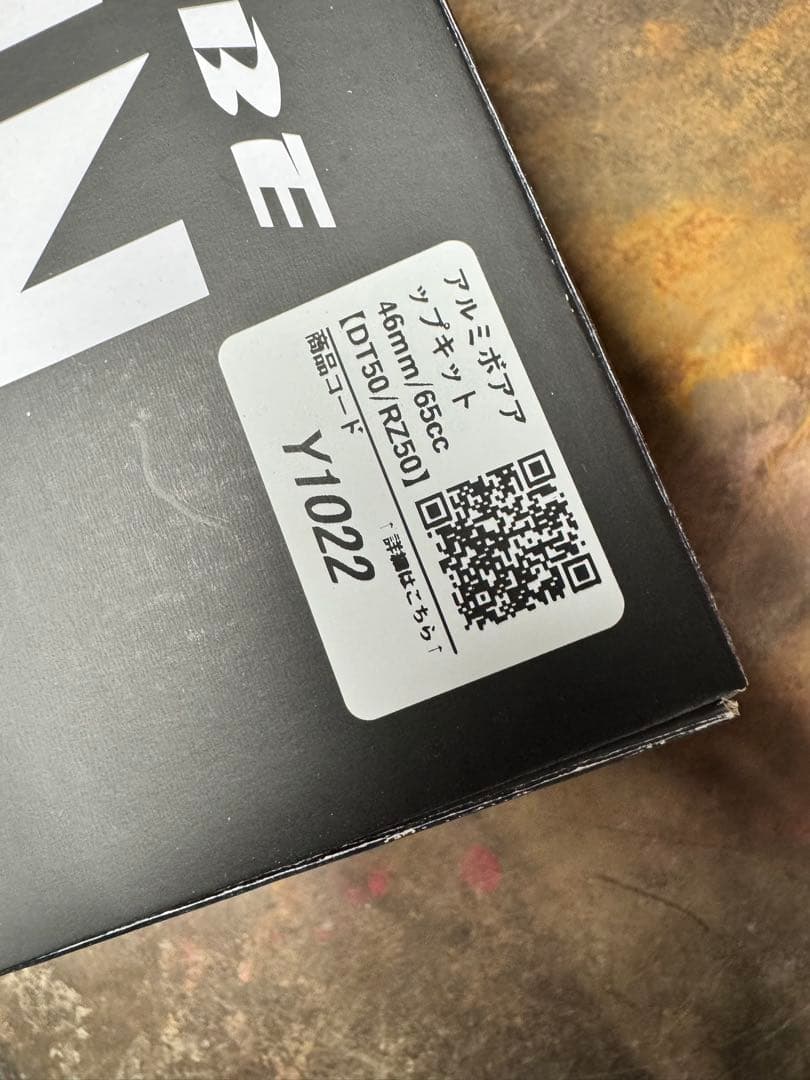 BE
N
アルミボアア
ップキット
46mm/65cc
【DT50/RZ50】
↑詳細はこちら↑
商品コード
Y1022